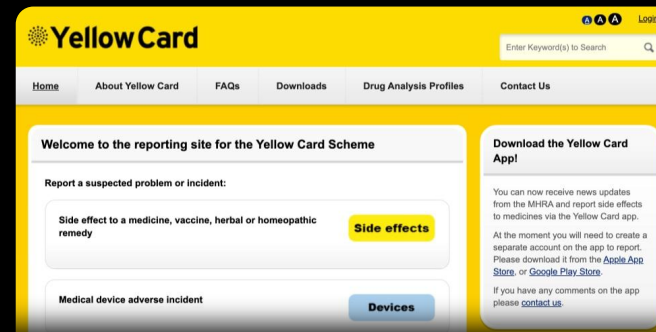 A A A Login
Yellow Card
Enter Keyword(s) to Search
Home About Yellow Card FAQs Downloads Drug Analysis Profiles Contact Us
Welcome to the reporting site for the Yellow Card Scheme
Report a suspected problem or incident:
Side effect to a medicine, vaccine, herbal or homeopathic
remedy
Side effects
Medical device adverse incident
Devices
Download the Yellow Card
App!
You can now receive news updates
from the MHRA and report side effects
to medicines via the Yellow Card app.
At the moment you will need to create a
separate account on the app to report.
Please download it from the Apple App
Store, or Google Play Store.
If you have any comments on the app
please contact us.